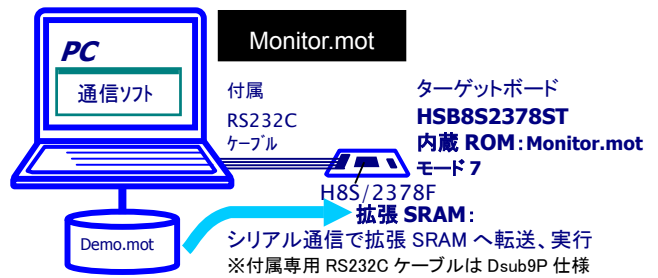 Monitor.mot
PC
通信ソフト
付属
RS232C
ケーブル
ターゲットボード
HSB8S2378ST
内蔵 ROM:Monitor.mot
モード 7
H8S/2378F
拡張 SRAM:
Demo.mot
シリアル通信で拡張 SRAM へ転送、実行
※付属専用 RS232C ケーブルは Dsub9P 仕様